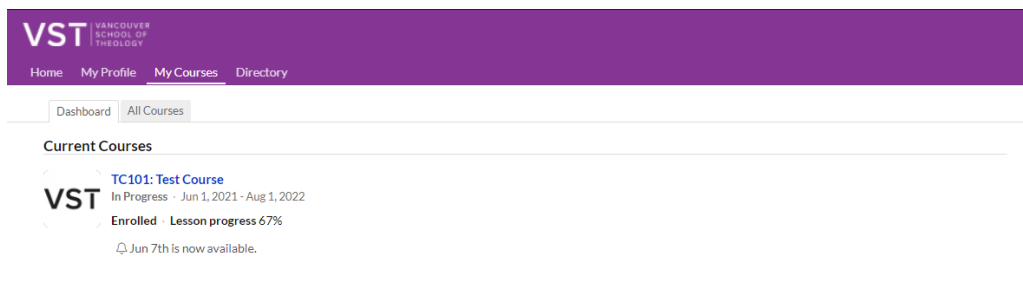 VST VANCOUVER
SCHOOL OF
THEOLOGY
Home My Profile My Courses Directory
Dashboard All Courses
Current Courses
TC101: Test Course
VST In Progress · Jun 1, 2021 - Aug 1, 2022
Enrolled · Lesson progress 67%
Jun 7th is now available.